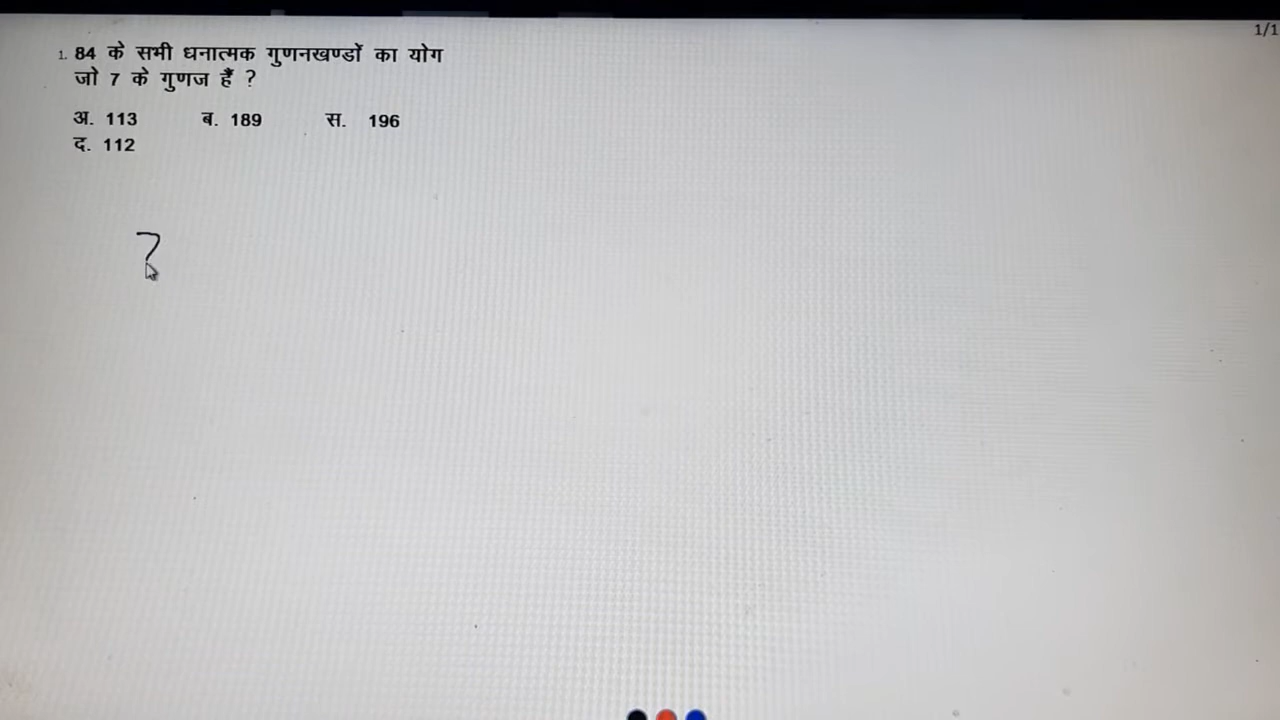 1/1
1. 84 के सभी धनात्मक गुणनखण्डों का योग
जो 7 के गुणज हैं ?
अ. 113 ब. 189 स. 196
द. 112
7